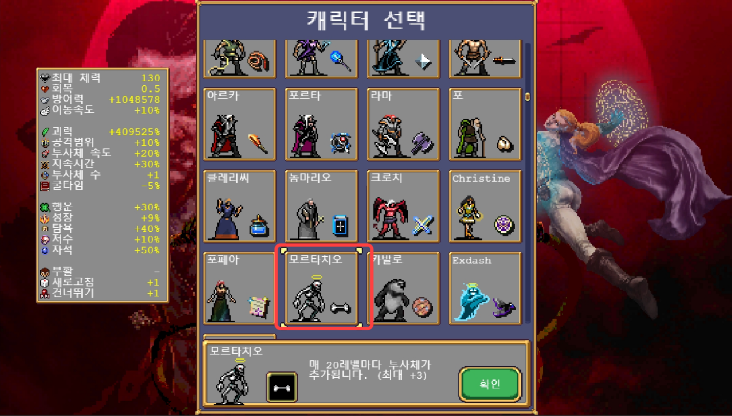 캐릭터 선택
최대 체력 130
회복 0.5
방어력 +1048578
이동속도 +10%
괴력 +409525%
공격범위 +10%
투사체 속도 +20%
지속시간 +30%
투사체 수 +1
쿨타임 -5%
행운 +30%
성장 +9%
탐욕 +40%
저주 +10%
자석 +50%
부활 -
새로고침 +1
건너뛰기 +1
아르카 포르타 라마 포
클레리씨 돔마리오 크로치 Christine
포페아 모르타치오 카발로 Exdash
모르타치오
매 20레벨마다 투사체가
추가됩니다. (최대 +3)
확인